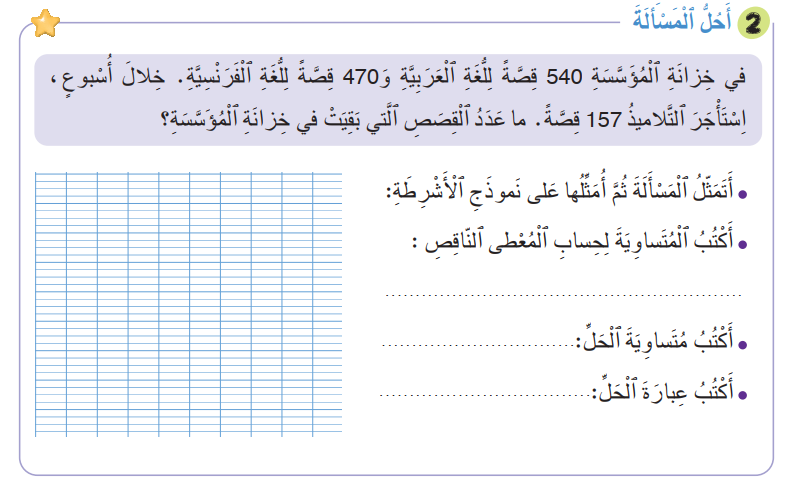 2 أَحُلُّ ٱلْمَسْأَلَةَ
في خِزانَةِ ٱلْمُؤَسَّسَةِ 540 قِصَّةً لِلُّغَةِ ٱلْعَرَبِيَّةِ وَ470 قِصَّةً لِلُّغَةِ ٱلْفَرَنْسِيَّةِ. خِلالَ أُسْبوعٍ،
اِسْتَأْجَرَ ٱلتَّلاميذُ 157 قِصَّةً. ما عَدَدُ ٱلْقِصَصِ ٱلَّتي بَقِيَتْ في خِزانَةِ ٱلْمُؤَسَّسَةِ؟
• أَتَمَثَّلُ ٱلْمَسْأَلَةَ ثُمَّ أُمَثِّلُها عَلى نَموذَجِ ٱلْأَشْرِطَةِ:
• أَكْتُبُ ٱلْمُتَساوِيَةَ لِحِسابِ ٱلْمُعْطى ٱلنّاقِصِ :
• أَكْتُبُ مُتَساوِيَةَ ٱلْحَلِّ:
• أَكْتُبُ عِبارَةَ ٱلْحَلِّ: